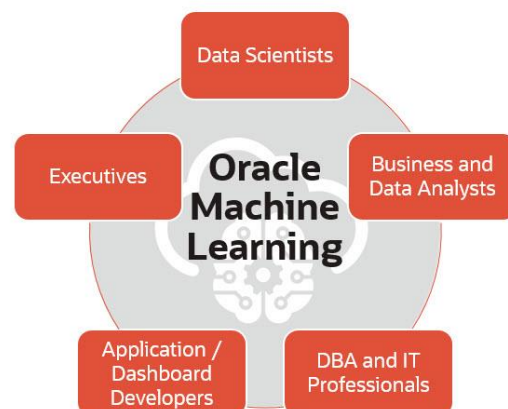 Data Scientists
Executives
Oracle
Machine
Learning
Business and
Data Analysts
Application /
Dashboard
Developers
DBA and IT
Professionals